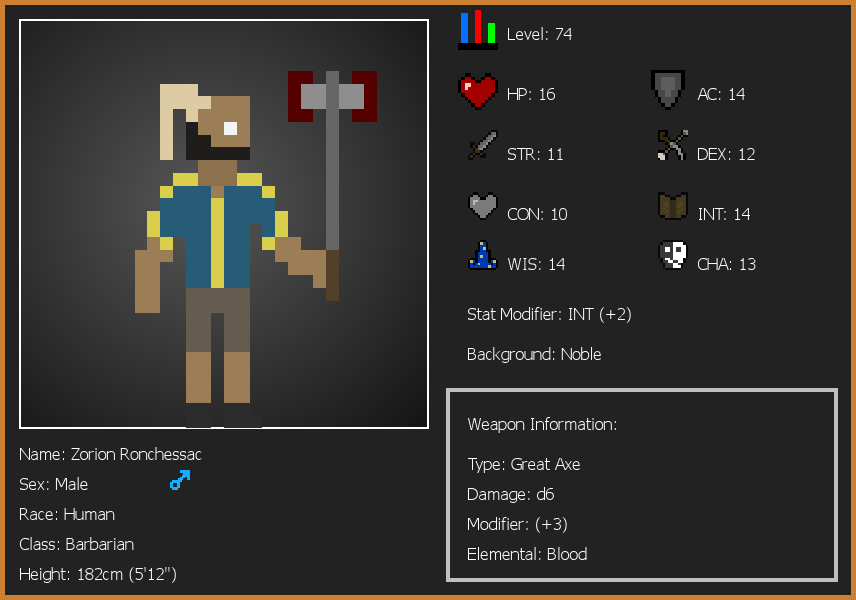 Level: 74
HP: 16
AC: 14
STR: 11
DEX: 12
CON: 10
INT: 14
WIS: 14
CHA: 13
Stat Modifier: INT (+2)
Background: Noble
Weapon Information:
Type: Great Axe
Damage: d6
Modifier: (+3)
Elemental: Blood
Name: Zorion Ronchessac
Sex: Male
Race: Human
Class: Barbarian
Height: 182cm (5'12")